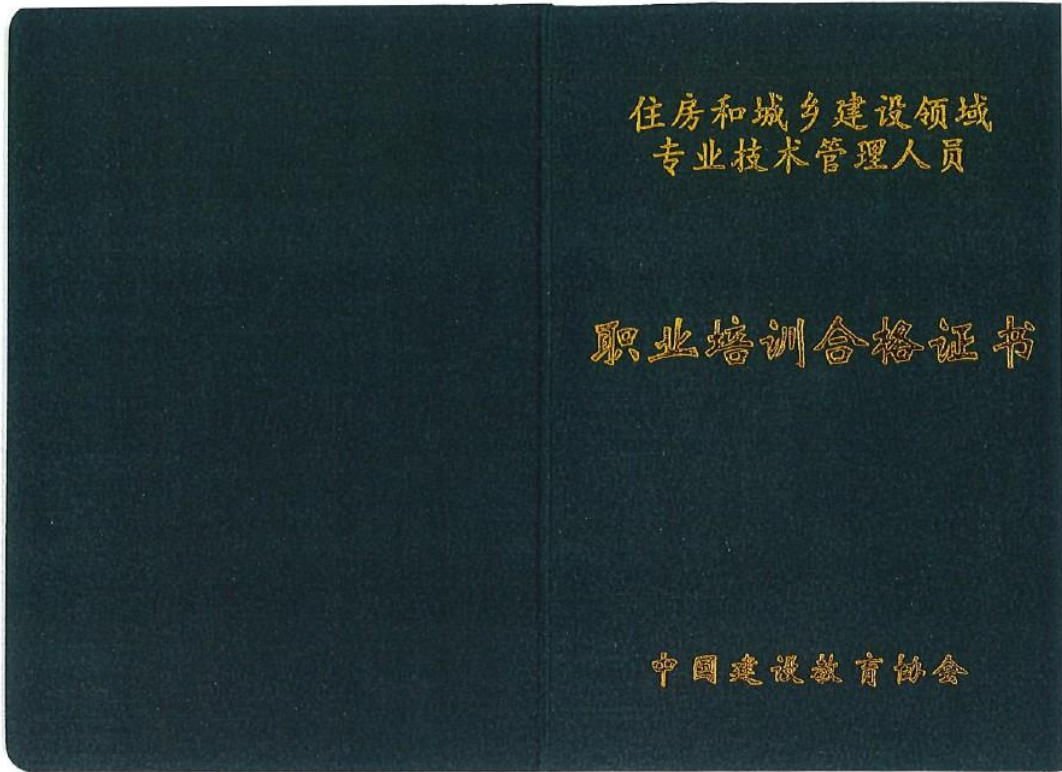 住房和城乡建设领域
专业技术管理人员
职业培训合格证书
中国建设教育协会